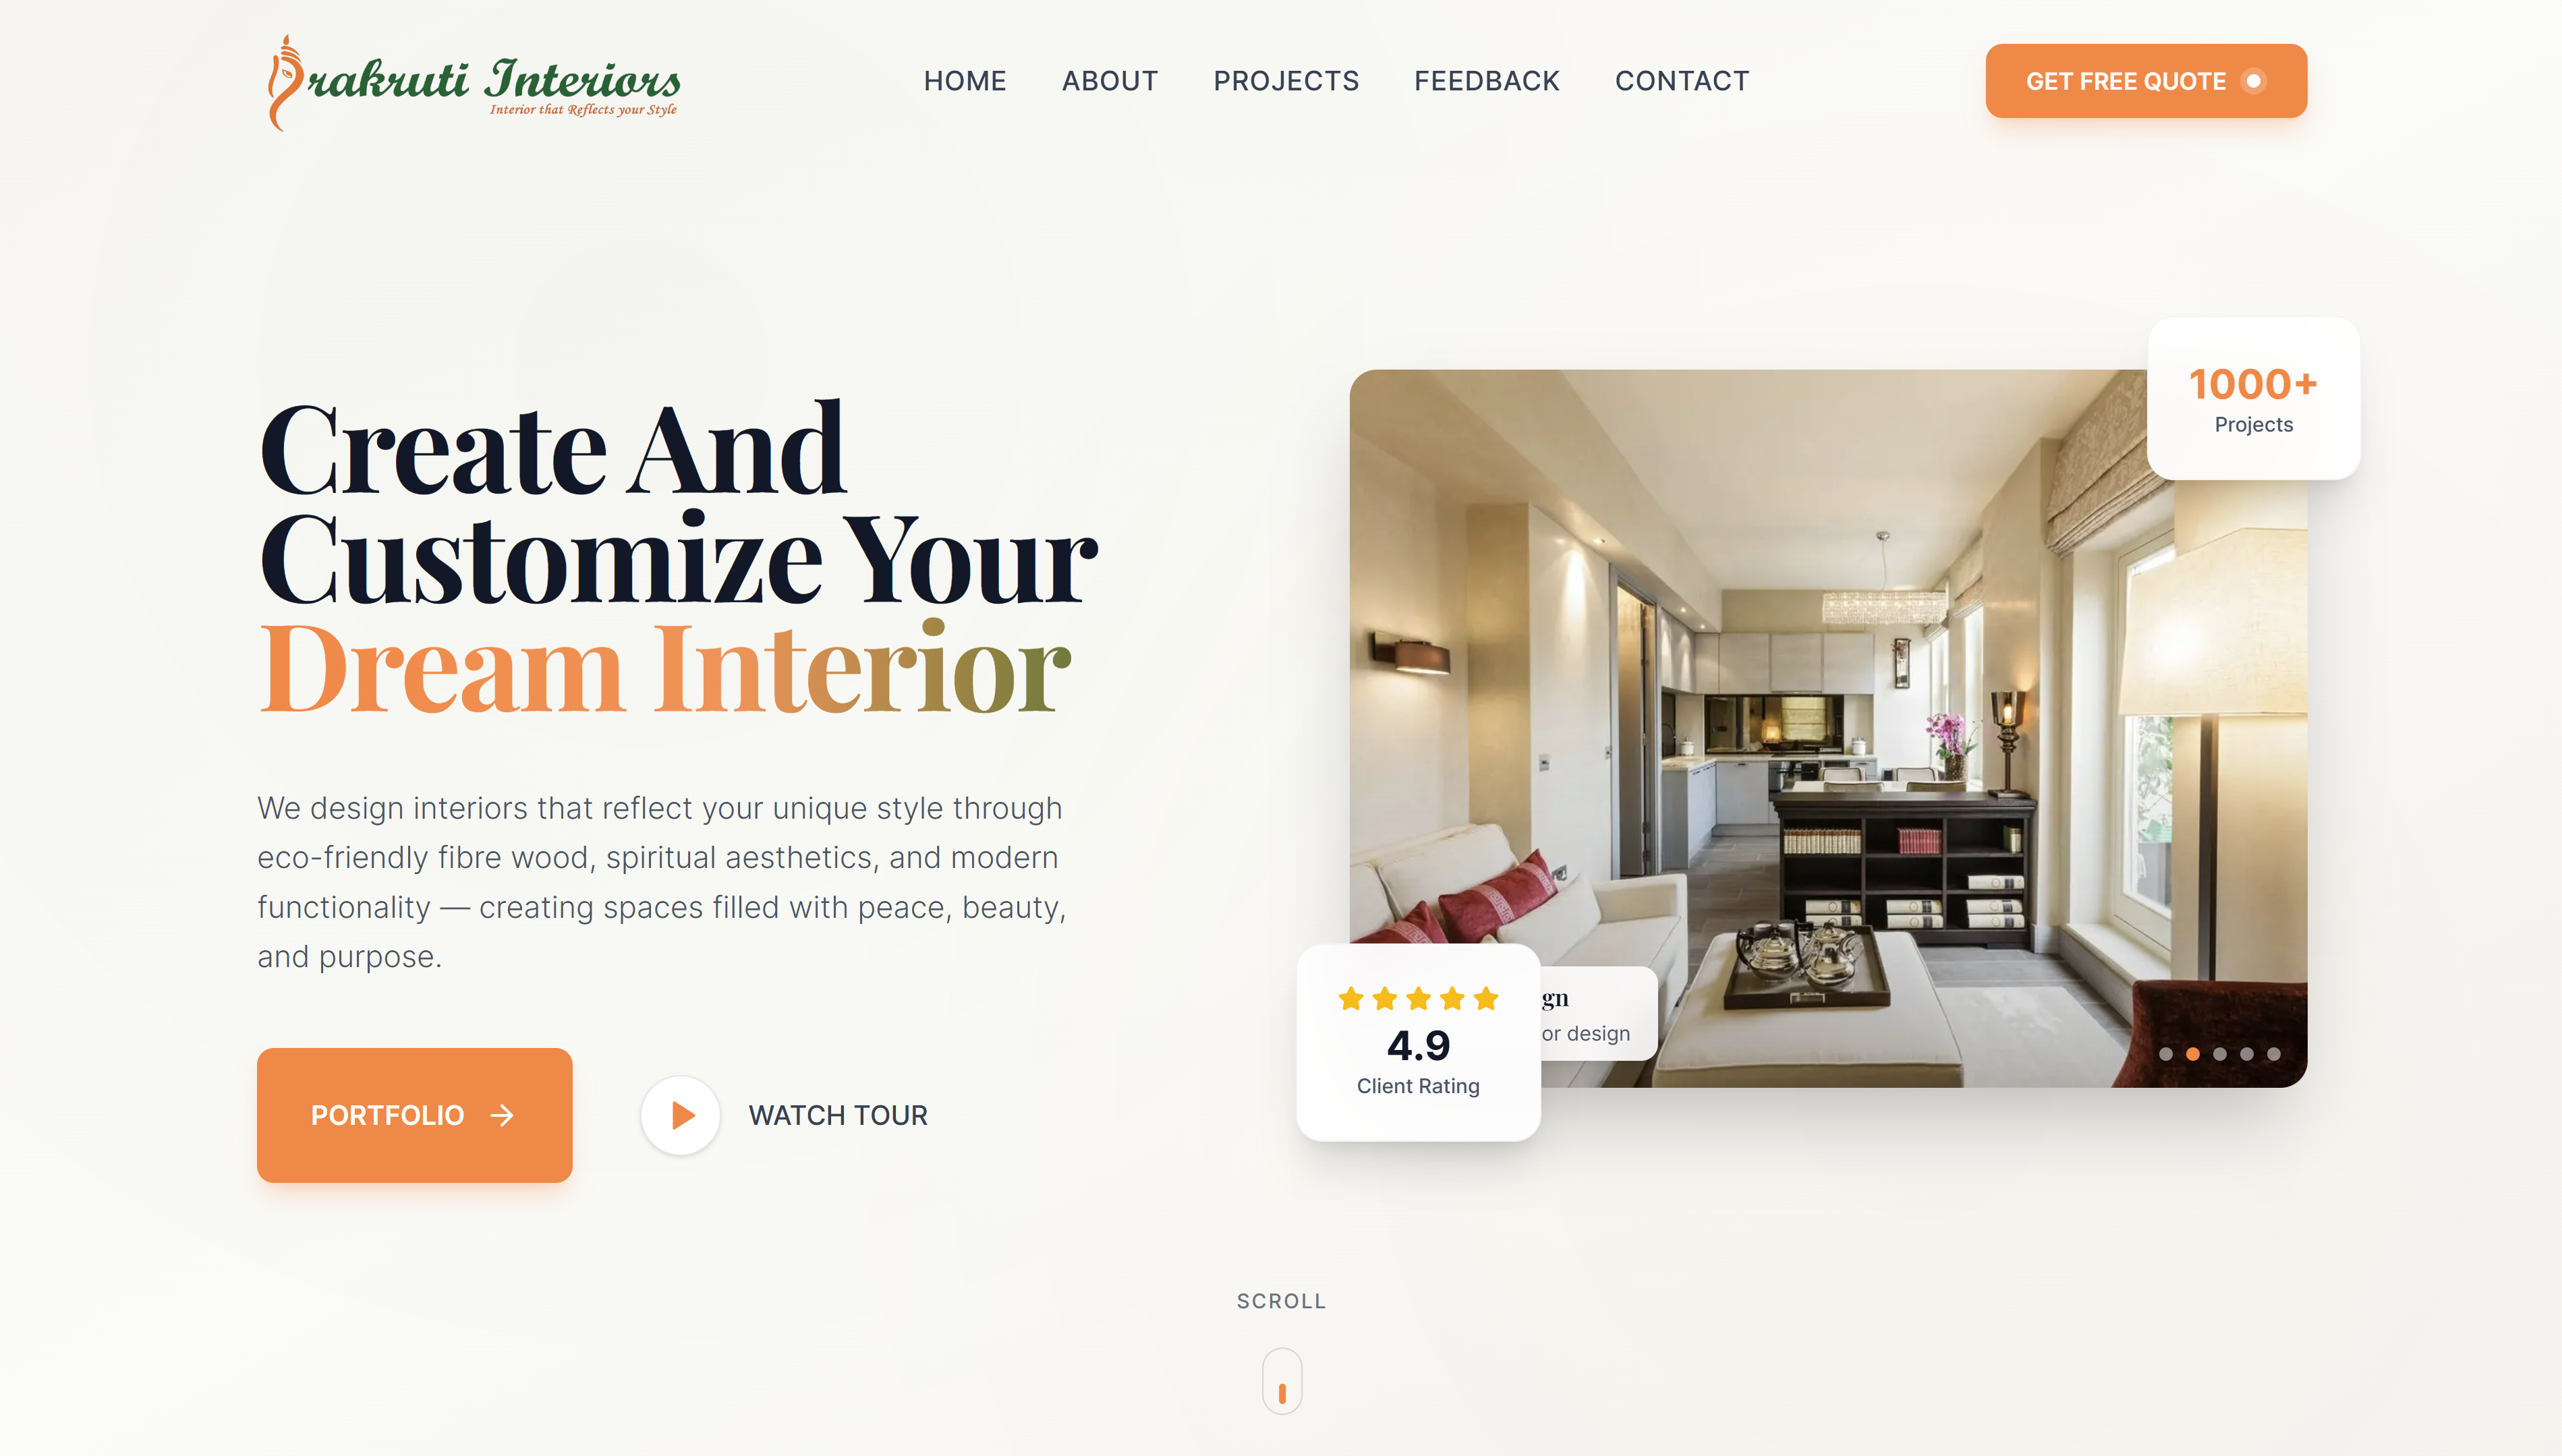 Prakruti Interiors
Interior that Reflects your Style
HOME ABOUT PROJECTS FEEDBACK CONTACT
GET FREE QUOTE
Create And
Customize Your
Dream Interior
We design interiors that reflect your unique style through
eco-friendly fibre wood, spiritual aesthetics, and modern
functionality — creating spaces filled with peace, beauty,
and purpose.
PORTFOLIO
WATCH TOUR
1000+
Projects
4.9
Client Rating
gn
or design
SCROLL